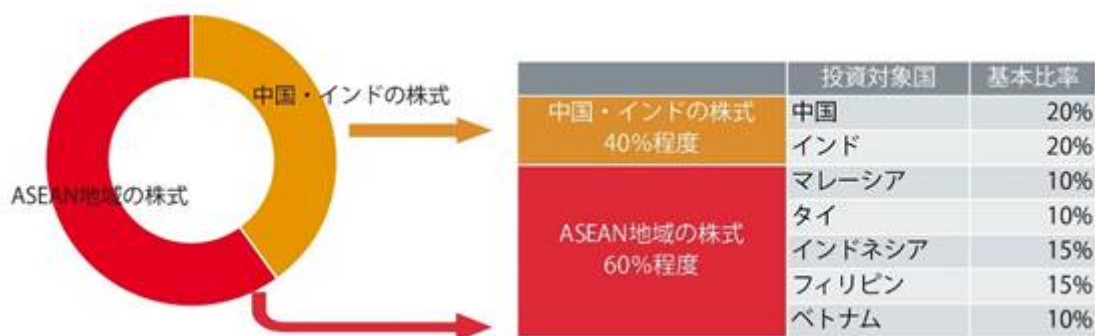 中国・インドの株式
ASEAN地域の株式
投資対象国 基本比率
中国・インドの株式
40%程度
中国 20%
インド 20%
ASEAN地域の株式
60%程度
マレーシア 10%
タイ 10%
インドネシア 15%
フィリピン 15%
ベトナム 10%